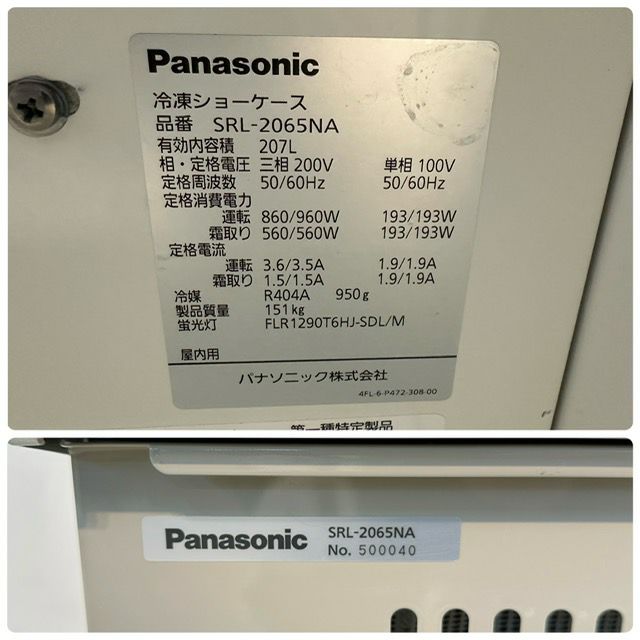 Panasonic
冷凍ショーケース
品番 SRL-2065NA
有効内容積 207L
相・定格電圧 三相 200V 単相 100V
定格周波数 50/60Hz 50/60Hz
定格消費電力
運転 860/960W 193/193W
霜取り 560/560W 193/193W
定格電流
運転 3.6/3.5A 1.9/1.9A
霜取り 1.5/1.5A 1.9/1.9A
冷媒 R404A 950g
製品質量 151kg
蛍光灯 FLR1290T6HJ-SDL/M
屋内用
パナソニック株式会社
4FL-6-P472-308-00
第一種特定製品
Panasonic SRL-2065NA
No. 500040